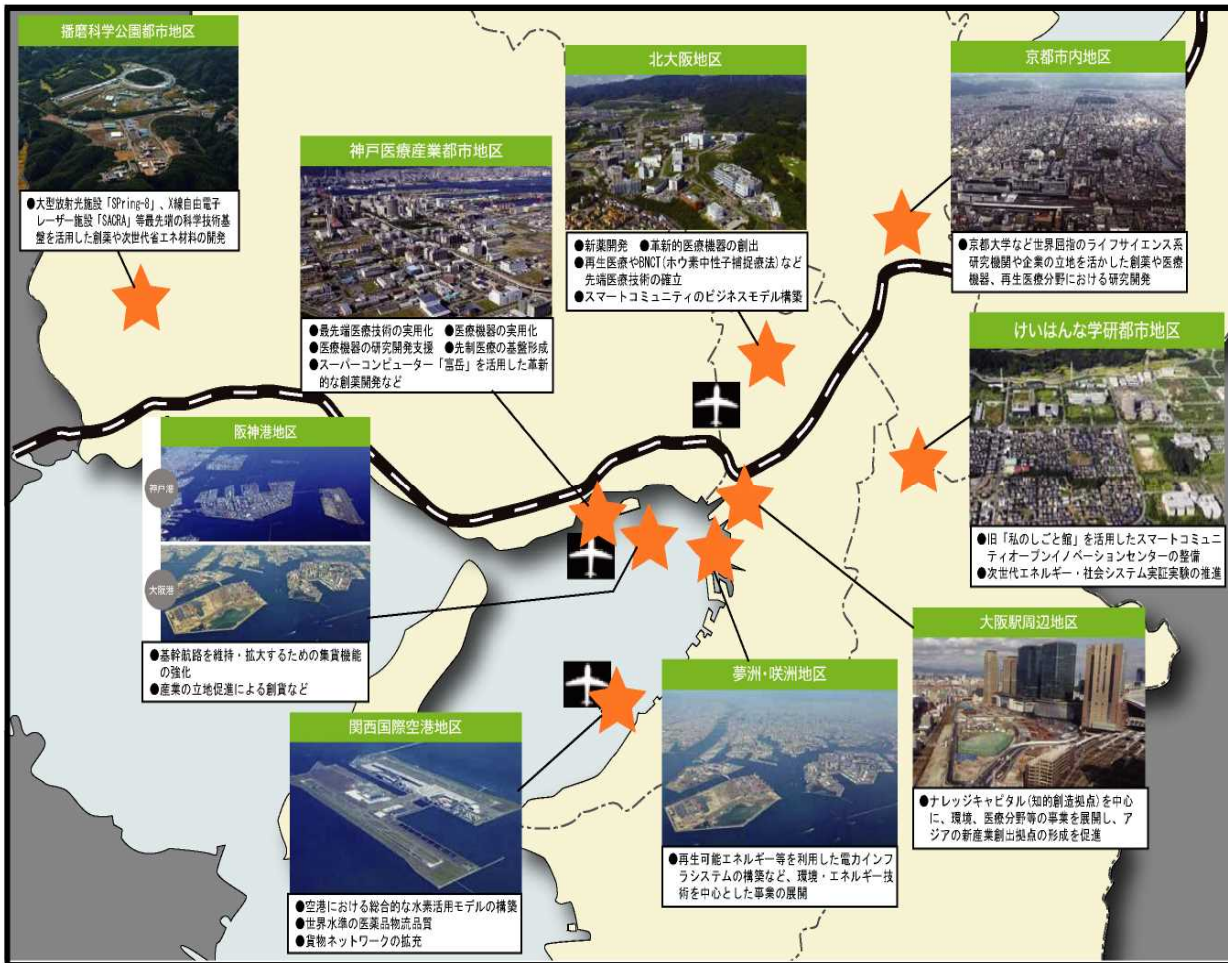 播磨科学公園都市地区
●大型放射光施設「SPring-8」、X線自由電子
レーザー施設「SACRA」等最先端の科学技術基
盤を活用した創薬や次世代省エネ材料の開発
神戸医療産業都市地区
●最先端医療技術の実用化 ●医療機器の実用化
●医療機器の研究開発支援 ●先制医療の基盤形成
●スーパーコンピューター「富岳」を活用した革新
的な創薬開発など
北大阪地区
●新薬開発 ●革新的医療機器の創出
●再生医療やBNCT(ホウ素中性子捕捉療法)など
先端医療技術の確立
●スマートコミュニティのビジネスモデル構築
京都市内地区
●京都大学など世界屈指のライフサイエンス系
研究機関や企業の立地を活かした創薬や医療
機器、再生医療分野における研究開発
けいはんな学研都市地区
●旧「私のしごと館」を活用したスマートコミュニ
ティオープンイノベーションセンターの整備
●次世代エネルギー・社会システム実証実験の推進
阪神港地区
神戸港
大阪港
●基幹航路を維持・拡大するための集貨機能
の強化
●産業の立地促進による創貨など
関西国際空港地区
●空港における総合的な水素活用モデルの構築
●世界水準の医薬品物流品質
●貨物ネットワークの拡充
夢洲・咲洲地区
●再生可能エネルギー等を利用した電力インフ
ラシステムの構築など、環境・エネルギー技
術を中心とした事業の展開
大阪駅周辺地区
●ナレッジキャピタル(知的創造拠点)を中心
に、環境、医療分野等の事業を展開し、ア
ジアの新産業創出拠点の形成を促進